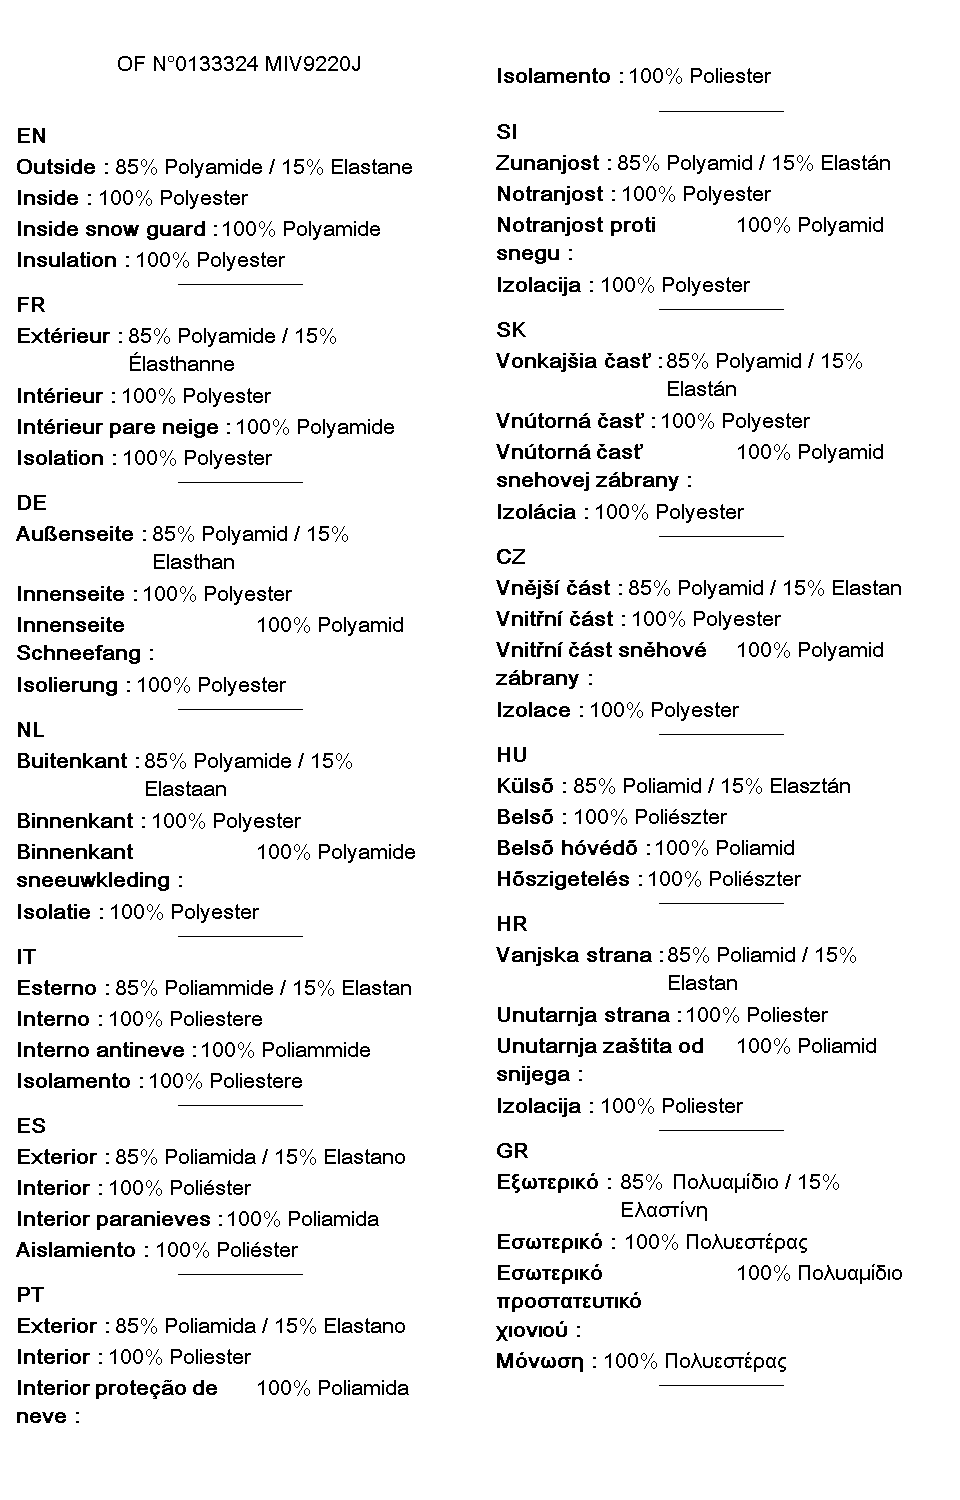 OF N°0133324 MIV9220J
EN
Outside : 85% Polyamide / 15% Elastane
Inside : 100% Polyester
Inside snow guard : 100% Polyamide
Insulation : 100% Polyester
FR
Extérieur : 85% Polyamide / 15%
Élasthanne
Intérieur : 100% Polyester
Intérieur pare neige : 100% Polyamide
Isolation : 100% Polyester
DE
Außenseite : 85% Polyamid / 15%
Elasthan
Innenseite : 100% Polyester
Innenseite 100% Polyamid
Schneefang :
Isolierung : 100% Polyester
NL
Buitenkant : 85% Polyamide / 15%
Elastaan
Binnenkant : 100% Polyester
Binnenkant 100% Polyamide
sneeuwkleding :
Isolatie : 100% Polyester
IT
Esterno : 85% Poliammide / 15% Elastan
Interno : 100% Poliestere
Interno antineve : 100% Poliammide
Isolamento : 100% Poliestere
ES
Exterior : 85% Poliamida / 15% Elastano
Interior : 100% Poliéster
Interior paranieves : 100% Poliamida
Aislamiento : 100% Poliéster
PT
Exterior : 85% Poliamida / 15% Elastano
Interior : 100% Poliester
Interior proteção de 100% Poliamida
neve :
Isolamento : 100% Poliester
SI
Zunanjost : 85% Polyamid / 15% Elastán
Notranjost : 100% Polyester
Notranjost proti 100% Polyamid
snegu :
Izolacija : 100% Polyester
SK
Vonkajšia časť : 85% Polyamid / 15%
Elastán
Vnútorná časť : 100% Polyester
Vnútorná časť 100% Polyamid
snehovej zábrany :
Izolácia : 100% Polyester
CZ
Vnější část : 85% Polyamid / 15% Elastan
Vnitřní část : 100% Polyester
Vnitřní část sněhové 100% Polyamid
zábrany :
Izolace : 100% Polyester
HU
Külső : 85% Poliamid / 15% Elasztán
Belső : 100% Poliészter
Belső hóvédő : 100% Poliamid
Hőszigetelés : 100% Poliészter
HR
Vanjska strana : 85% Poliamid / 15%
Elastan
Unutarnja strana : 100% Poliester
Unutarnja zaštita od 100% Poliamid
snijega :
Izolacija : 100% Poliester
GR
Εξωτερικό : 85% Πολυαμίδιο / 15%
Ελαστίνη
Εσωτερικό : 100% Πολυεστέρας
Εσωτερικό 100% Πολυαμίδιο
προστατευτικό
χιονιού :
Μόνωση : 100% Πολυεστέρας